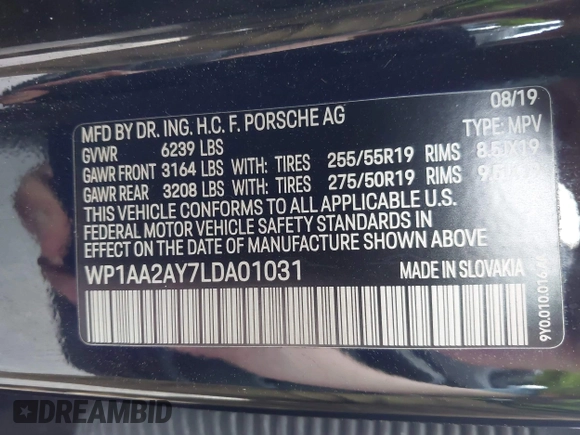 08/19
MFD BY DR. ING. H.C. F. PORSCHE AG
GVWR 6239 LBS TYPE: MPV
GAWR FRONT 3164 LBS WITH: TIRES 255/55R19 RIMS 8.5JX19
GAWR REAR 3208 LBS WITH: TIRES 275/50R19 RIMS
THIS VEHICLE CONFORMS TO ALL APPLICABLE U.S.
FEDERAL MOTOR VEHICLE SAFETY STANDARDS IN
EFFECT ON THE DATE OF MANUFACTURE SHOWN ABOVE.
WP1AA2AY7LDA01031 MADE IN SLOVAKIA
DREAMBID